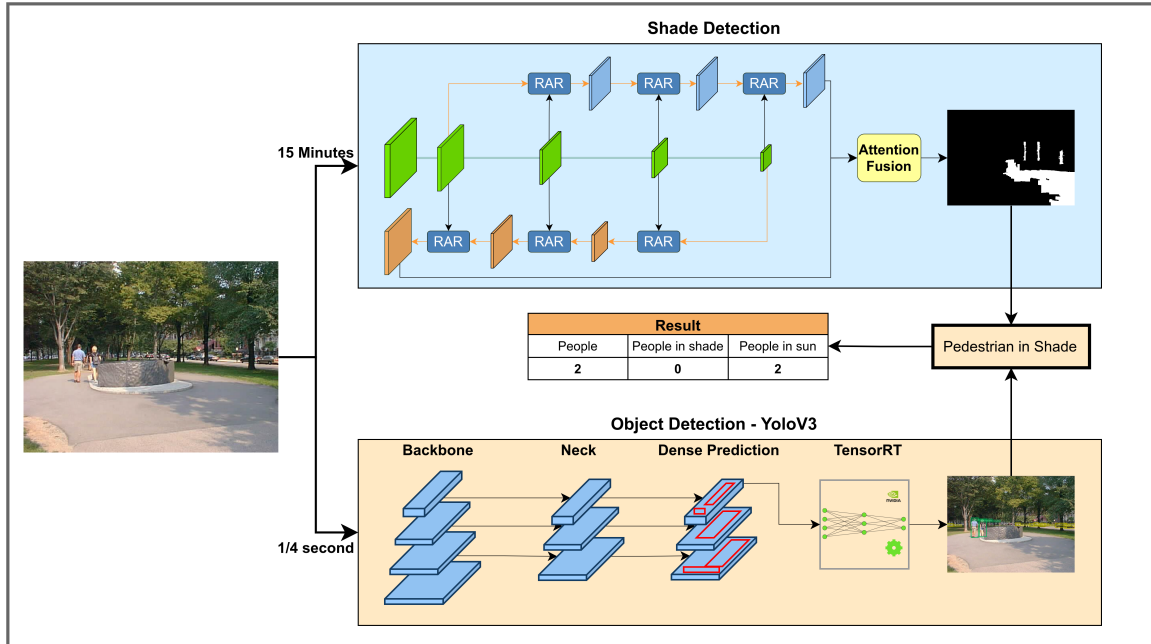 Shade Detection
RAR
RAR
RAR
15 Minutes
Attention
Fusion
RAR
RAR
RAR
Result
People
People in shade
People in sun
2
0
2
Pedestrian in Shade
Object Detection - YoloV3
Backbone
Neck
Dense Prediction
TensorRT
NVIDIA
1/4 second